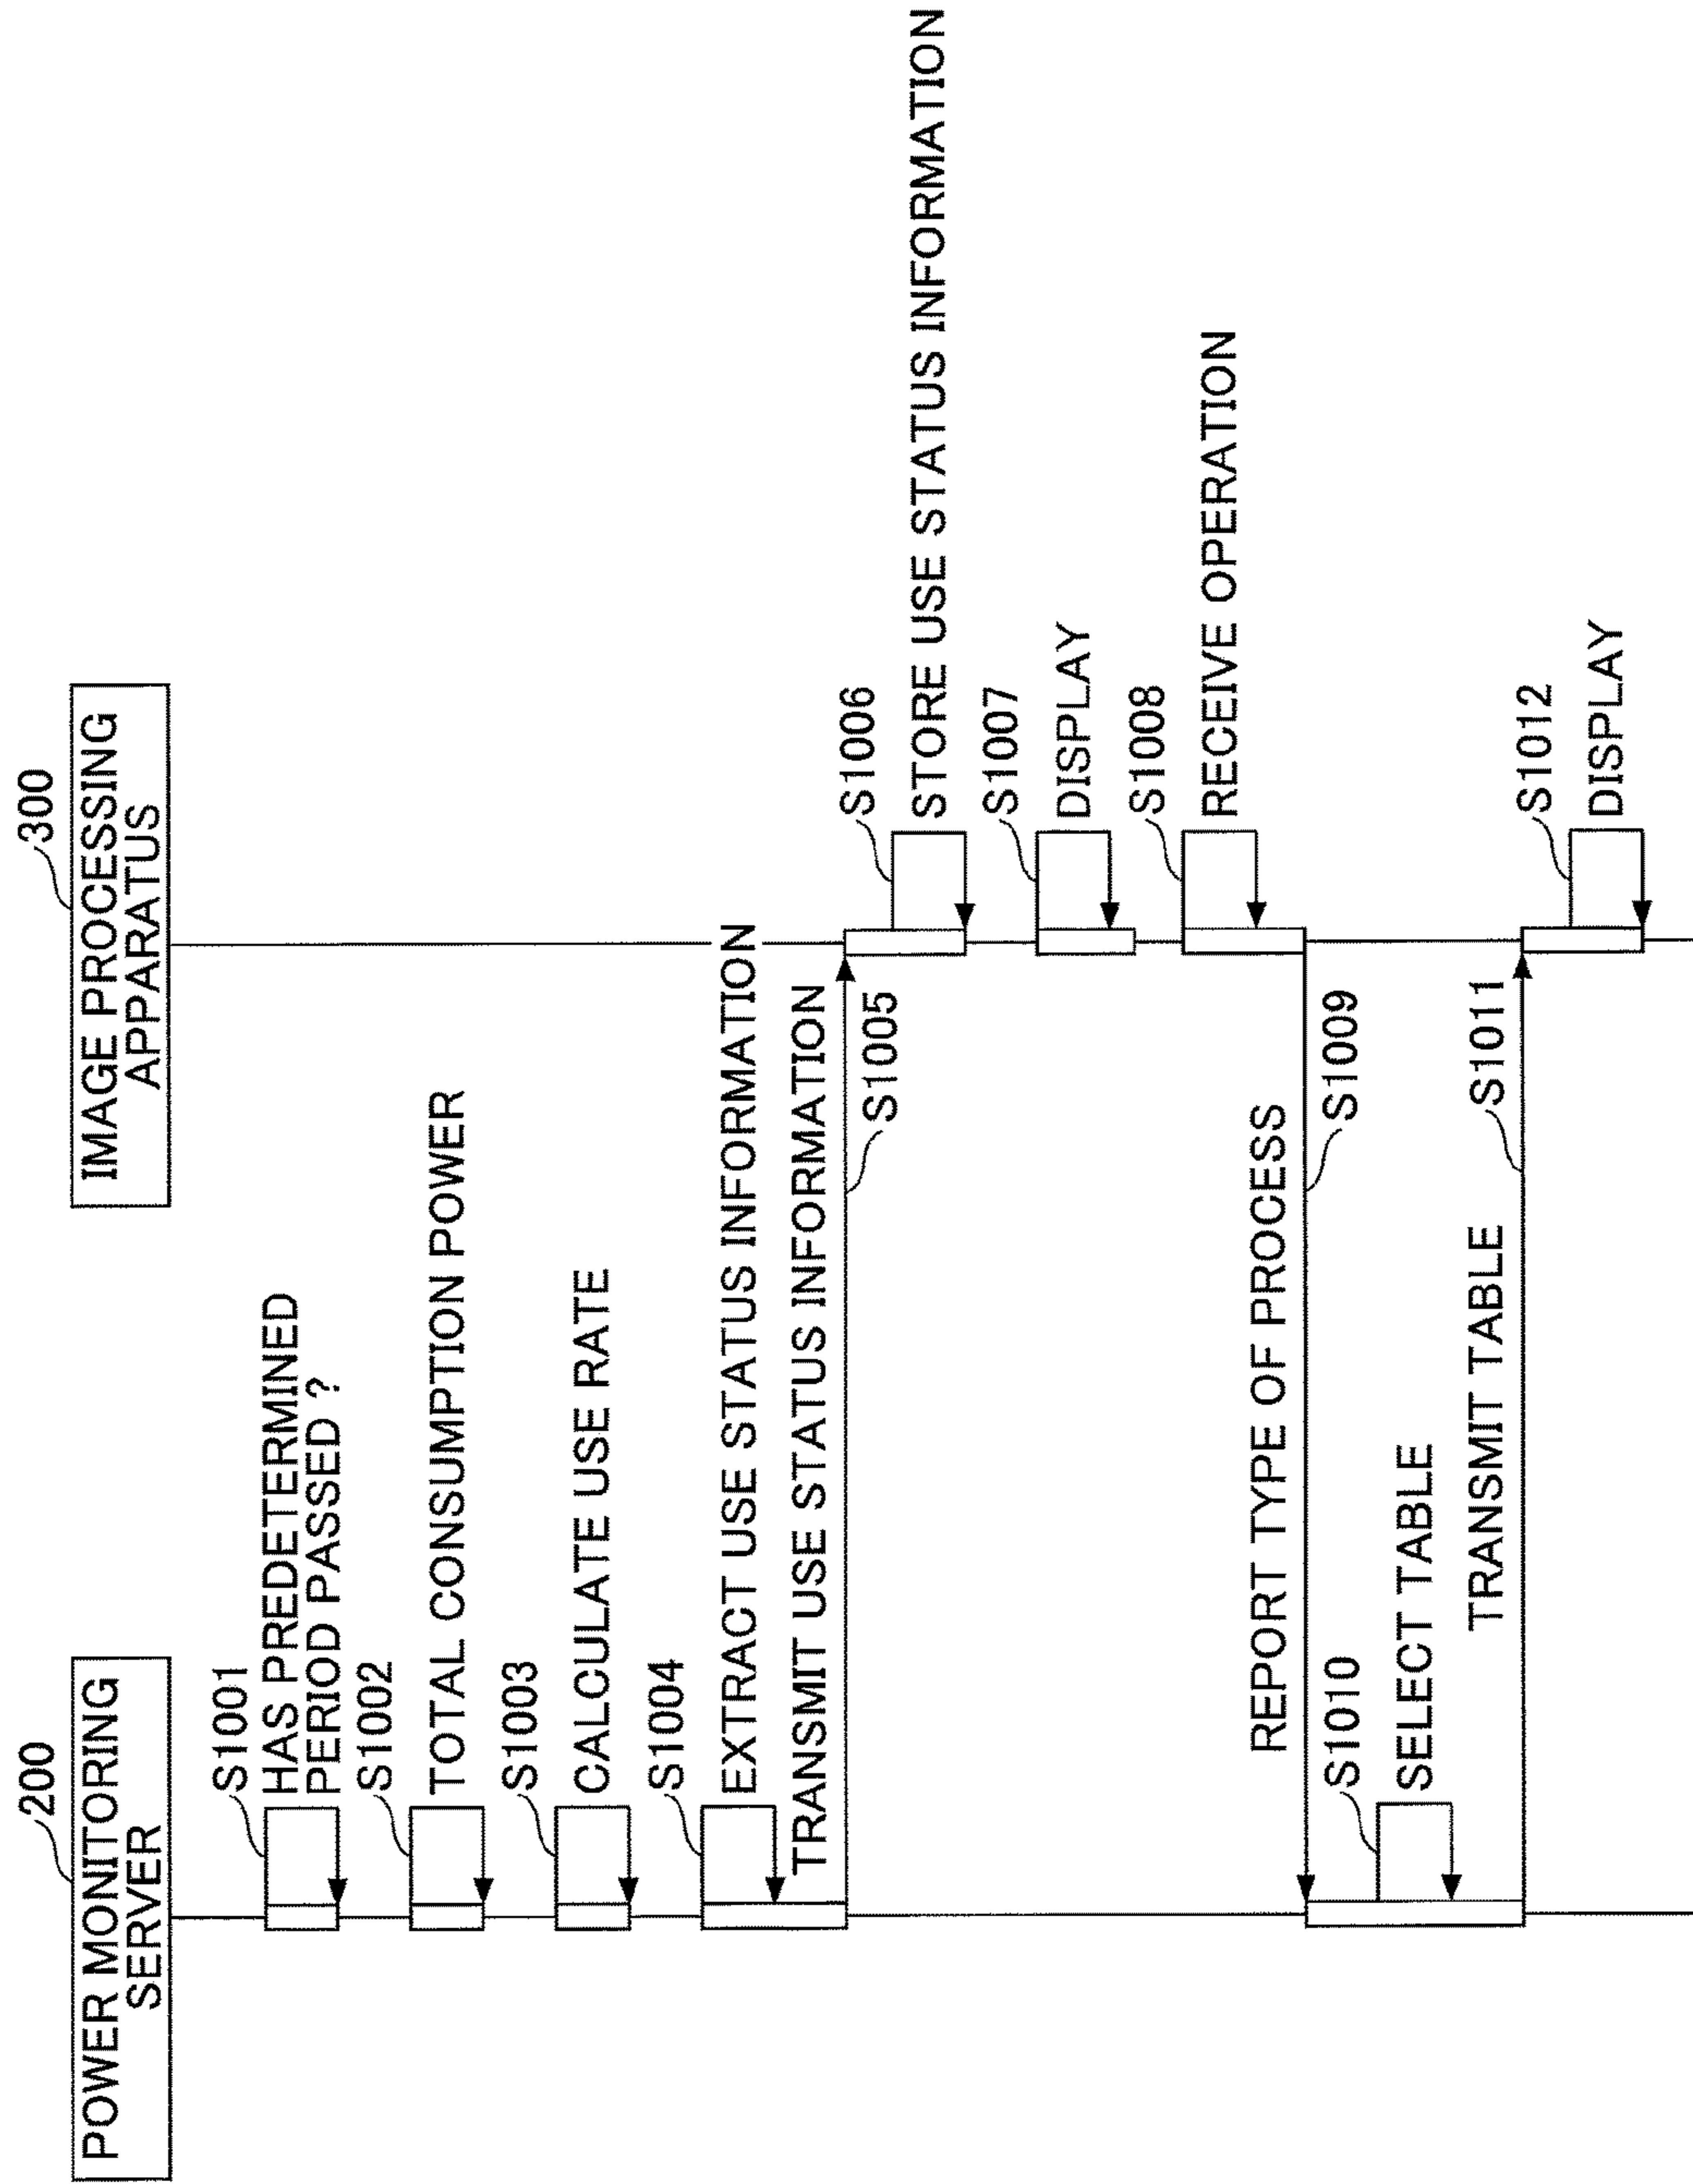 200
POWER MONITORING
SERVER
300
IMAGE PROCESSING
APPARATUS
S1001
HAS PREDETERMINED
PERIOD PASSED ?
S1002
TOTAL CONSUMPTION POWER
S1003
CALCULATE USE RATE
S1004
EXTRACT USE STATUS INFORMATION
TRANSMIT USE STATUS INFORMATION
S1005
S1006
STORE USE STATUS INFORMATION
S1007
DISPLAY
S1008
RECEIVE OPERATION
REPORT TYPE OF PROCESS
S1009
S1010
SELECT TABLE
TRANSMIT TABLE
S1011
S1012
DISPLAY